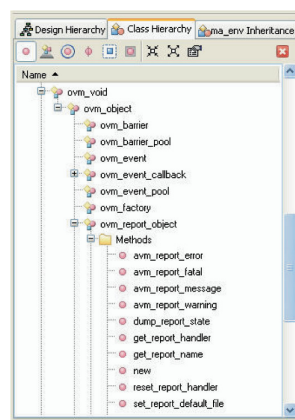 Design Hierarchy Class Hierarchy ma_env Inheritance
Name
ovm_void
ovm_object
ovm_barrier
ovm_barrier_pool
ovm_event
ovm_event_callback
ovm_event_pool
ovm_factory
ovm_report_object
Methods
avm_report_error
avm_report_fatal
avm_report_message
avm_report_warning
dump_report_state
get_report_handler
get_report_name
new
reset_report_handler
set_report_default_file